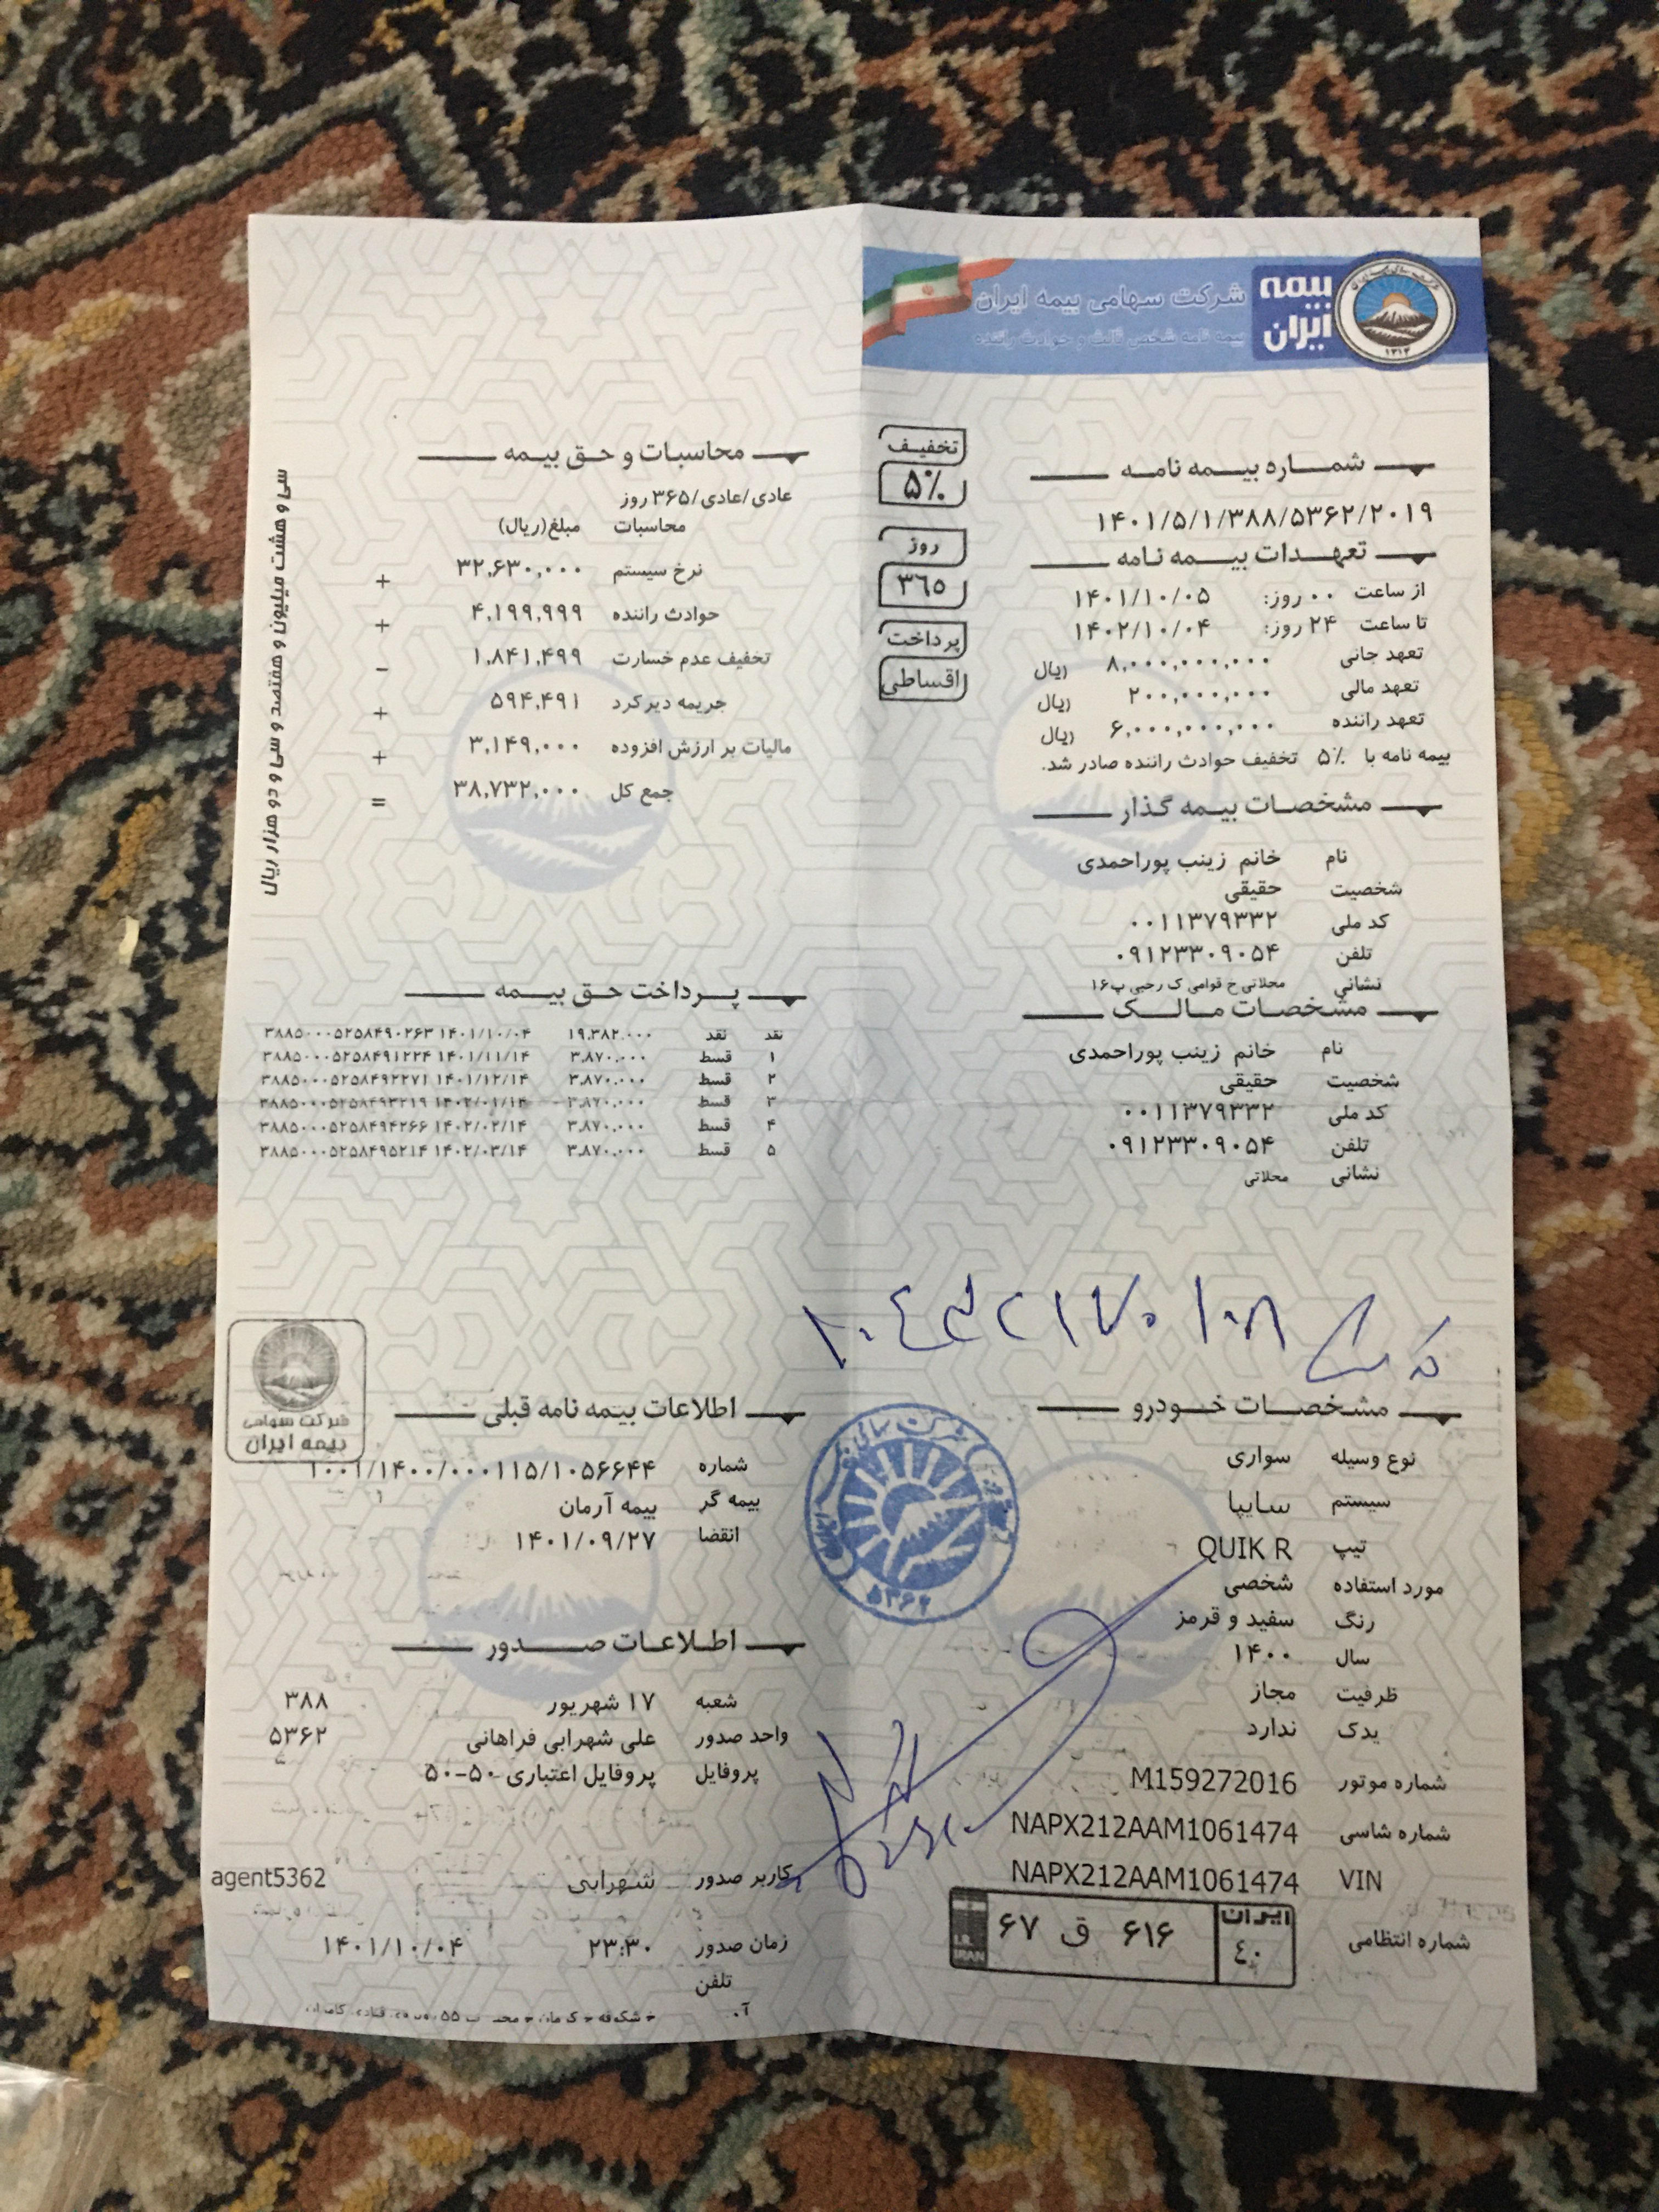 بیمه ایران
شرکت سهامی بیمه ایران
بیمه نامه شخص ثالث و حوادث راننده
۱۳۱۴
شماره بیمه نامه
۱۴۰۱/۵/۱/۳۸۸/۵۳۶۲/۲۰۱۹
تعهدات بیمه نامه
از ساعت ۰۰ روز: ۱۴۰۱/۱۰/۰۵
تا ساعت ۲۴ روز: ۱۴۰۲/۱۰/۰۴
تعهد جانی ۸,۰۰۰,۰۰۰,۰۰۰ ریال
تعهد مالی ۲۰۰,۰۰۰,۰۰۰ ریال
تعهد راننده ۶,۰۰۰,۰۰۰,۰۰۰ ریال
بیمه نامه با ۵% تخفیف حوادث راننده صادر شد.
تخفیف
۵%
روز
۳۶۵
پرداخت
اقساطی
مشخصات بیمه گذار
نام خانم زینب پوراحمدی
شخصیت حقیقی
کد ملی ۰۰۱۱۳۷۹۳۳۲
تلفن ۰۹۱۲۳۳۰۹۰۵۴
نشانی محلاتی خ قوامی ک رجبی پ۱۶
مشخصات مالک
نام خانم زینب پوراحمدی
شخصیت حقیقی
کد ملی ۰۰۱۱۳۷۹۳۳۲
تلفن ۰۹۱۲۳۳۰۹۰۵۴
نشانی محلاتی
مشخصات خودرو
نوع وسیله سواری
سیستم سایپا
تیپ QUIK R
مورد استفاده شخصی
رنگ سفید و قرمز
سال ۱۴۰۰
ظرفیت مجاز
یدک ندارد
شماره موتور M159272016
شماره شاسی NAPX212AAM1061474
VIN NAPX212AAM1061474
شماره انتظامی ایران ۴۰ ۶۱۶ ق ۶۷
I.R. IRAN
محاسبات و حق بیمه
عادی/عادی/۳۶۵ روز
محاسبات مبلغ(ریال)
نرخ سیستم ۳۲,۶۳۰,۰۰۰ +
حوادث راننده ۴,۱۹۹,۹۹۹ +
تخفیف عدم خسارت ۱,۸۴۱,۴۹۹ -
جریمه دیرکرد ۵۹۴,۴۹۱ +
مالیات بر ارزش افزوده ۳,۱۴۹,۰۰۰ +
جمع کل ۳۸,۷۳۲,۰۰۰ =
سی و هشت میلیون و هفتصد و سی و دو هزار ریال
پرداخت حق بیمه
نقد نقد ۱۹,۳۸۲,۰۰۰ ۱۴۰۱/۱۰/۰۴ ۳۸۸۵۰۰۰۵۲۵۸۴۹۰۲۶۳
۱ قسط ۳,۸۷۰,۰۰۰ ۱۴۰۱/۱۱/۱۴ ۳۸۸۵۰۰۰۵۲۵۸۴۹۱۲۲۴
۲ قسط ۳,۸۷۰,۰۰۰ ۱۴۰۱/۱۲/۱۴ ۳۸۸۵۰۰۰۵۲۵۸۴۹۲۲۷۱
۳ قسط ۳,۸۷۰,۰۰۰ ۱۴۰۲/۰۱/۱۴ ۳۸۸۵۰۰۰۵۲۵۸۴۹۳۲۱۹
۴ قسط ۳,۸۷۰,۰۰۰ ۱۴۰۲/۰۲/۱۴ ۳۸۸۵۰۰۰۵۲۵۸۴۹۴۲۶۶
۵ قسط ۳,۸۷۰,۰۰۰ ۱۴۰۲/۰۳/۱۴ ۳۸۸۵۰۰۰۵۲۵۸۴۹۵۲۱۴
شرکت سهامی
بیمه ایران
اطلاعات بیمه نامه قبلی
شماره ۱۰۰۱/۱۴۰۰/۰۰۰۱۱۵/۱۰۵۶۶۴۴
بیمه گر بیمه آرمان
انقضا ۱۴۰۱/۰۹/۲۷
۵۳۶۲
اطلاعات صدور
شعبه ۱۷ شهریور ۳۸۸
واحد صدور علی شهرابی فراهانی ۵۳۶۲
پروفایل پروفایل اعتباری ۵۰-۵۰
کاربر صدور شهرابی agent5362
زمان صدور ۲۳:۳۰ ۱۴۰۱/۱۰/۰۴
تلفن